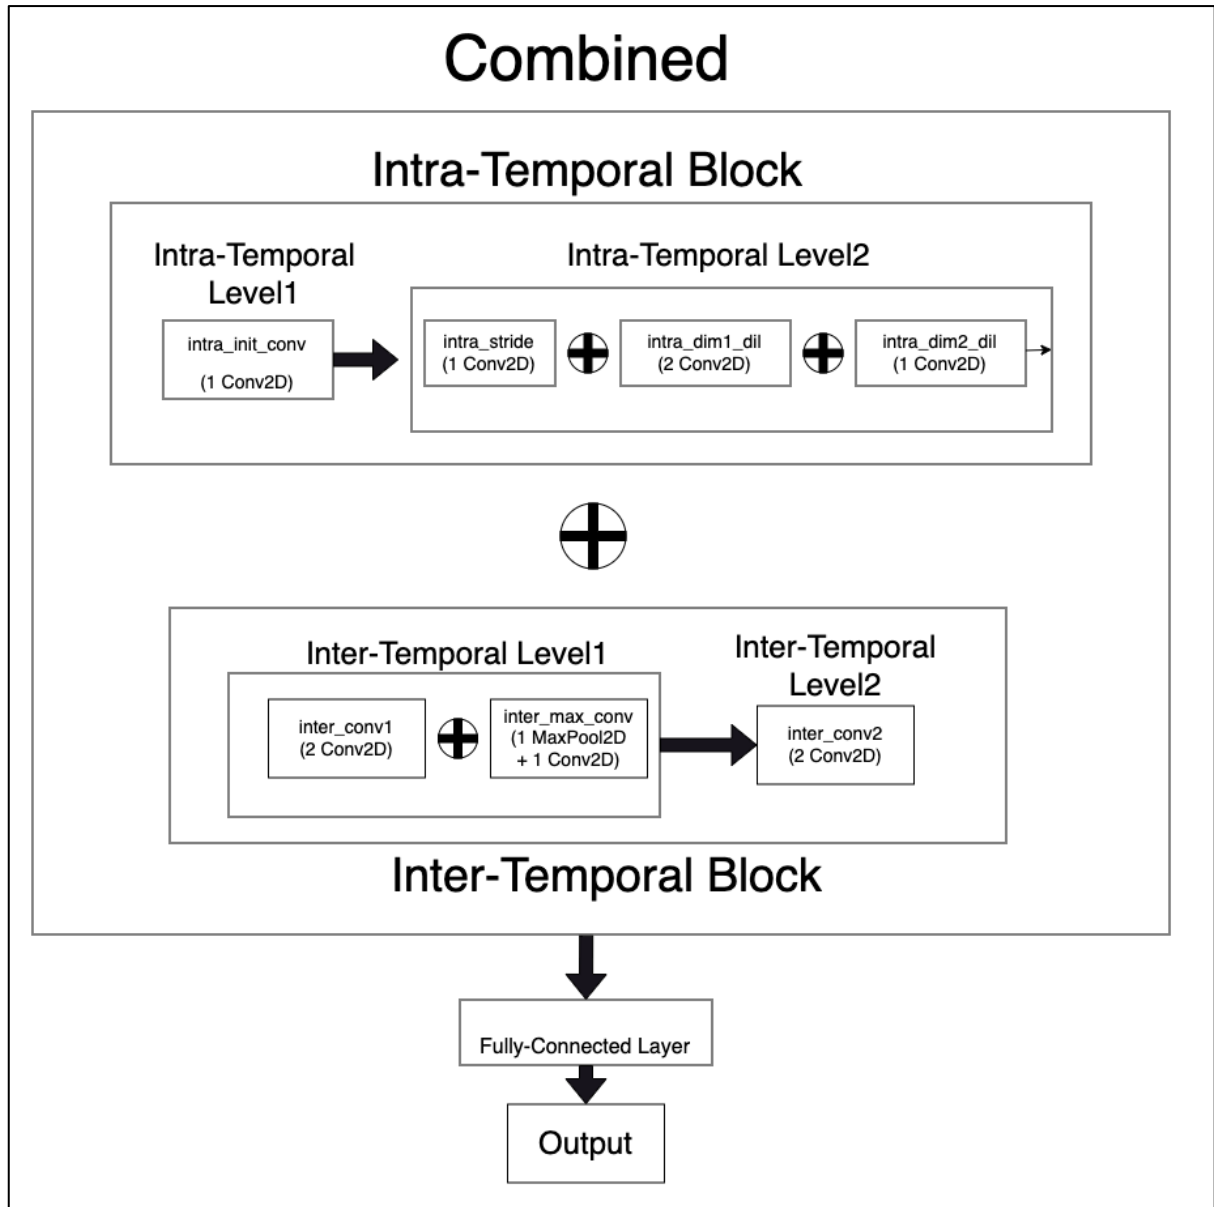 Combined
Intra-Temporal Block
Intra-Temporal
Level1
Intra-Temporal Level2
intra_init_conv
(1 Conv2D)
intra_stride
(1 Conv2D)
intra_dim1_dil
(2 Conv2D)
intra_dim2_dil
(1 Conv2D)
Inter-Temporal Level1
Inter-Temporal
Level2
inter_conv1
(2 Conv2D)
inter_max_conv
(1 MaxPool2D
+ 1 Conv2D)
inter_conv2
(2 Conv2D)
Inter-Temporal Block
Fully-Connected Layer
Output